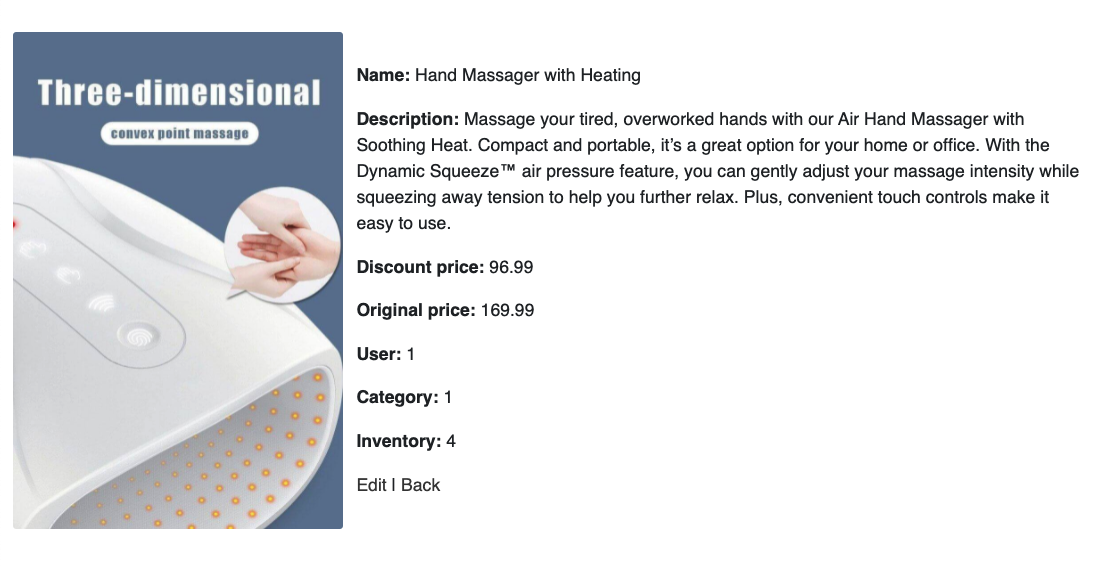 Three-dimensional
convex point massage
Name: Hand Massager with Heating
Description: Massage your tired, overworked hands with our Air Hand Massager with
Soothing Heat. Compact and portable, it’s a great option for your home or office. With the
Dynamic Squeeze™ air pressure feature, you can gently adjust your massage intensity while
squeezing away tension to help you further relax. Plus, convenient touch controls make it
easy to use.
Discount price: 96.99
Original price: 169.99
User: 1
Category: 1
Inventory: 4
Edit | Back